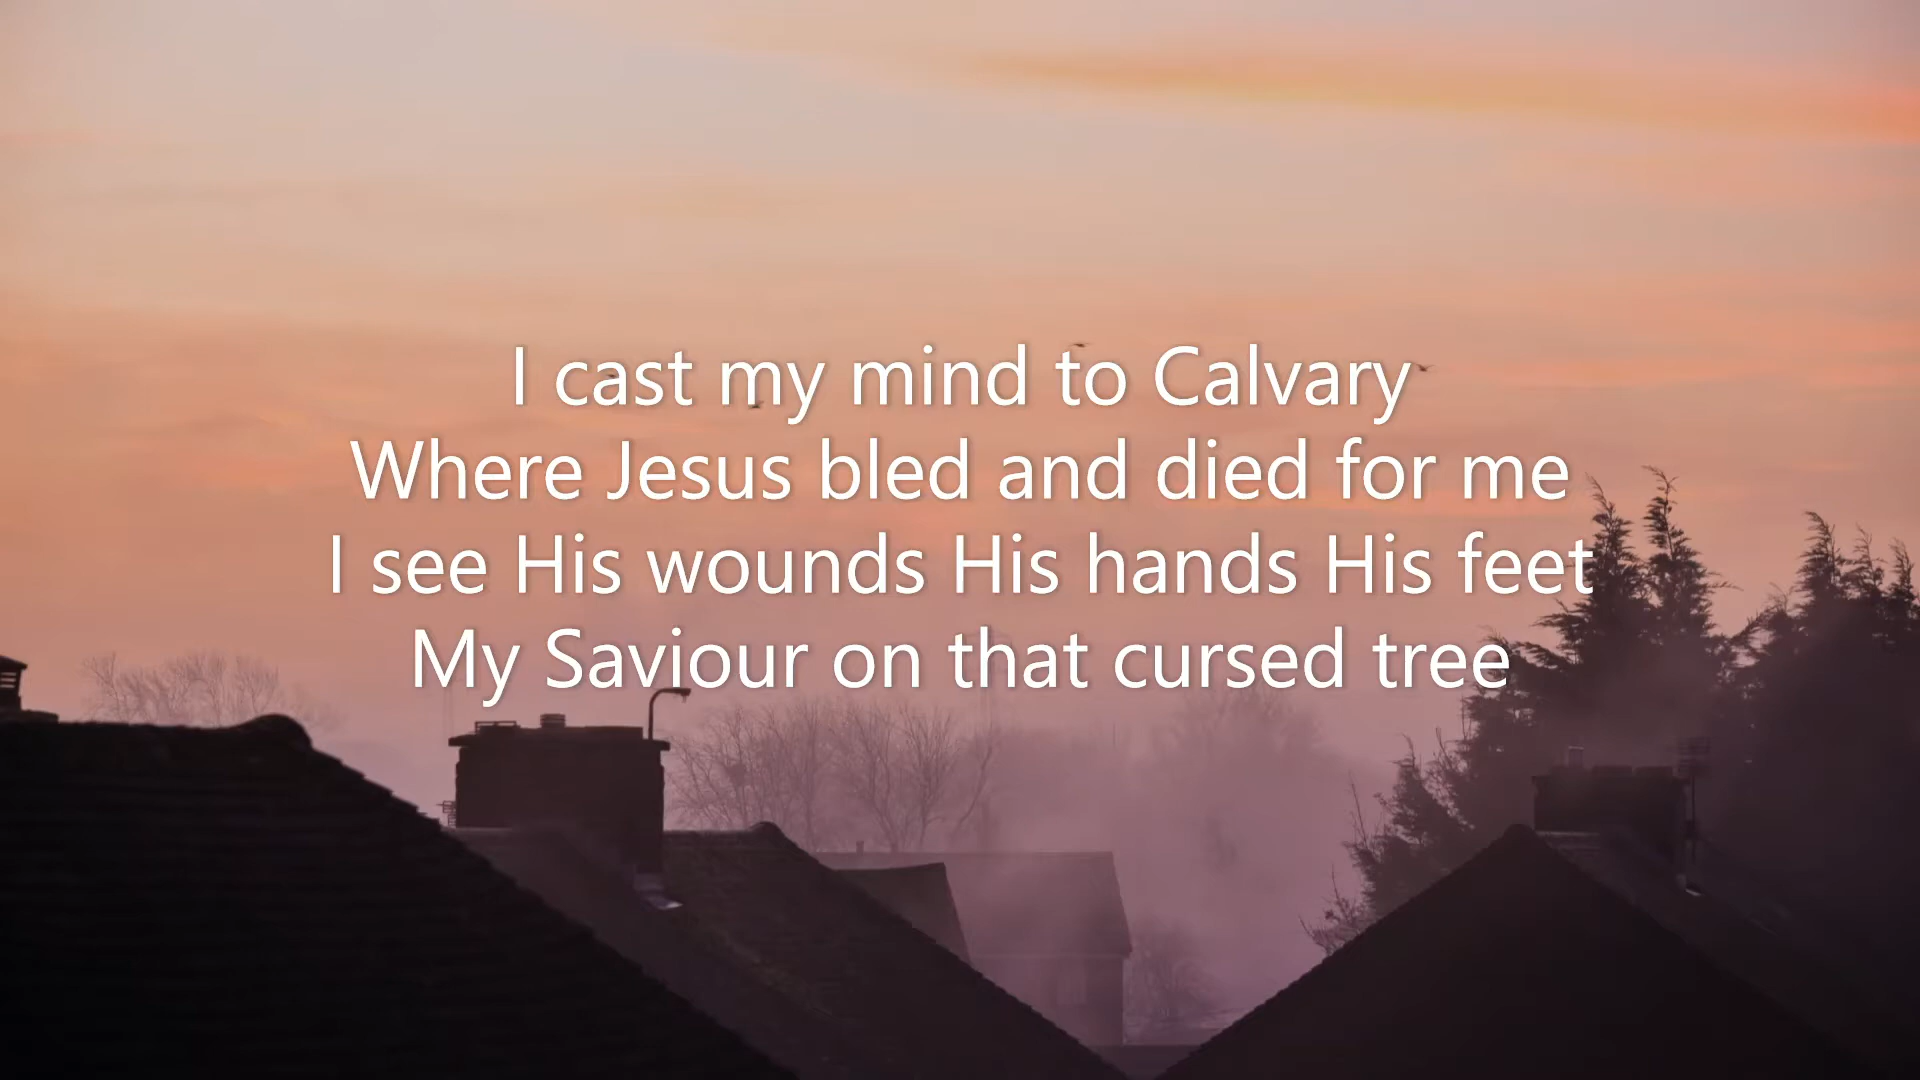 I cast my mind to Calvary
Where Jesus bled and died for me
I see His wounds His hands His feet
My Saviour on that cursed tree